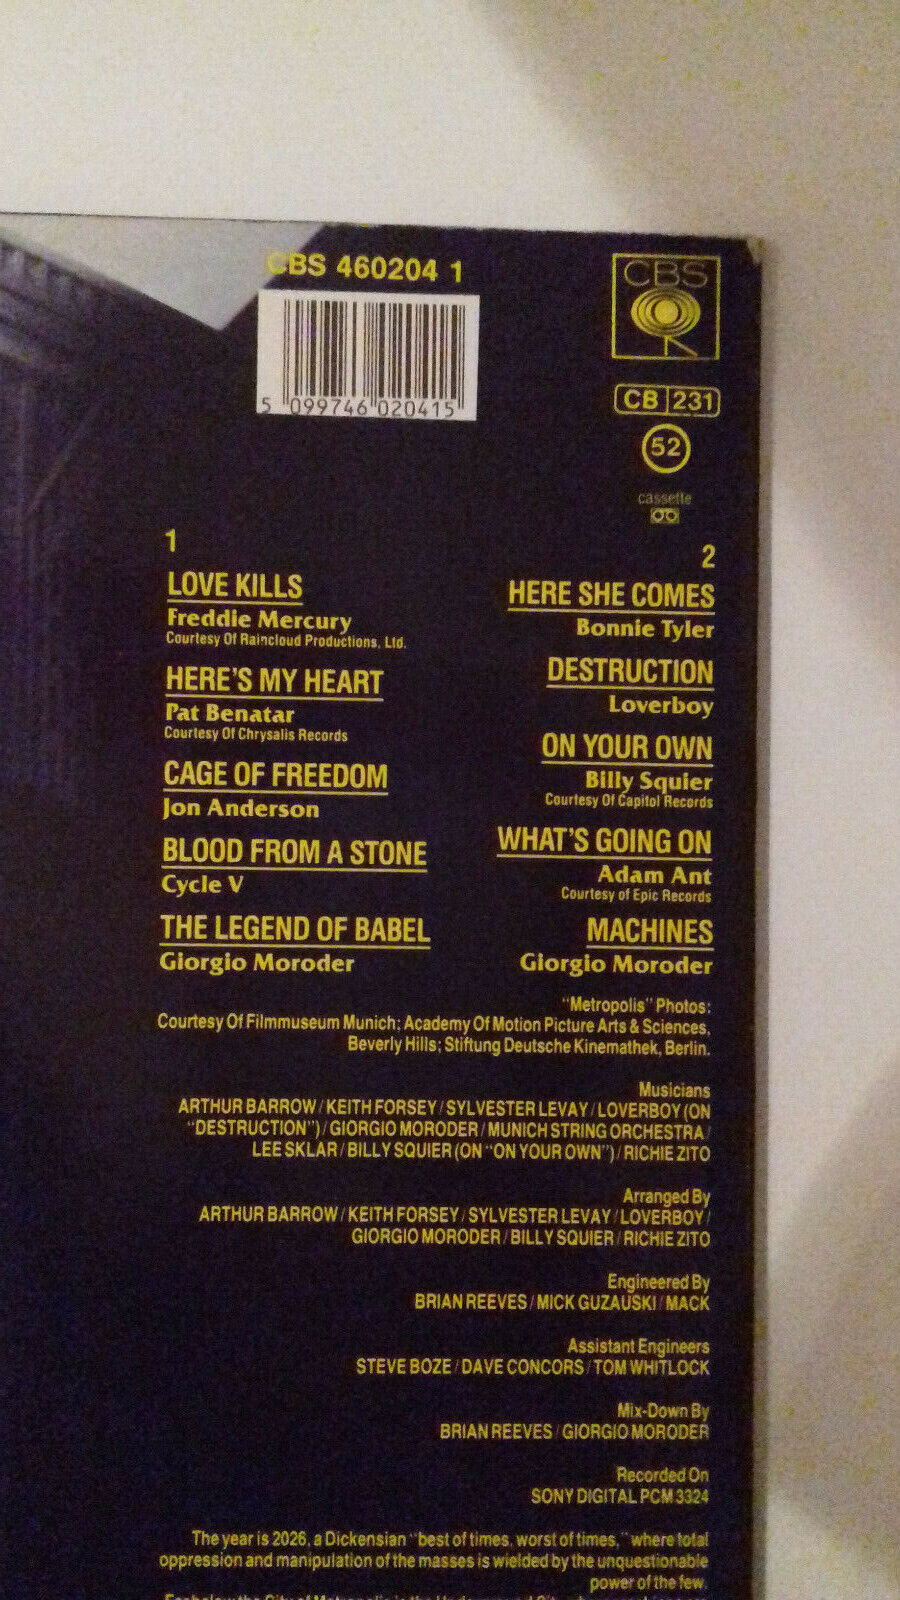 CBS 460204 1
5 099746 020415
CBS
CB 231
52
cassette
1
LOVE KILLS
Freddie Mercury
Courtesy Of Raincloud Productions, Ltd.
HERE'S MY HEART
Pat Benatar
Courtesy Of Chrysalis Records
CAGE OF FREEDOM
Jon Anderson
BLOOD FROM A STONE
Cycle V
THE LEGEND OF BABEL
Giorgio Moroder
2
HERE SHE COMES
Bonnie Tyler
DESTRUCTION
Loverboy
ON YOUR OWN
Billy Squier
Courtesy Of Capitol Records
WHAT'S GOING ON
Adam Ant
Courtesy of Epic Records
MACHINES
Giorgio Moroder
"Metropolis" Photos:
Courtesy Of Filmmuseum Munich; Academy Of Motion Picture Arts & Sciences,
Beverly Hills; Stiftung Deutsche Kinemathek, Berlin.
Musicians
ARTHUR BARROW / KEITH FORSEY / SYLVESTER LEVAY / LOVERBOY (ON
"DESTRUCTION") / GIORGIO MORODER / MUNICH STRING ORCHESTRA /
LEE SKLAR / BILLY SQUIER (ON "ON YOUR OWN") / RICHIE ZITO
Arranged By
ARTHUR BARROW / KEITH FORSEY / SYLVESTER LEVAY / LOVERBOY /
GIORGIO MORODER / BILLY SQUIER / RICHIE ZITO
Engineered By
BRIAN REEVES / MICK GUZAUSKI / MACK
Assistant Engineers
STEVE BOZE / DAVE CONCORS / TOM WHITLOCK
Mix-Down By
BRIAN REEVES / GIORGIO MORODER
Recorded On
SONY DIGITAL PCM 3324
The year is 2026, a Dickensian "best of times, worst of times," where total
oppression and manipulation of the masses is wielded by the unquestionable
power of the few.